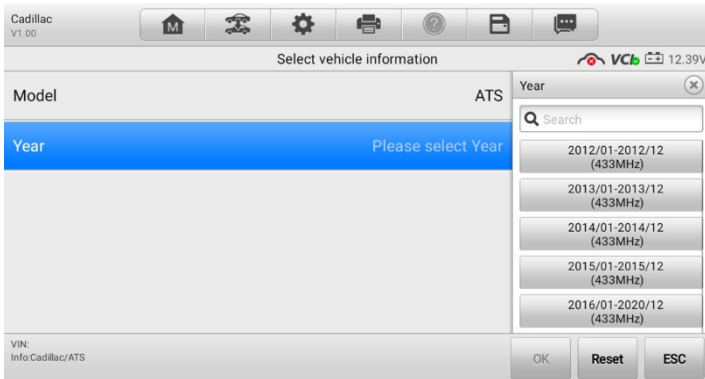 Cadillac
V1.00
M
Select vehicle information
VCI
12.39V
Model
ATS
Year
Please select Year
Year
Search
2012/01-2012/12
(433MHz)
2013/01-2013/12
(433MHz)
2014/01-2014/12
(433MHz)
2015/01-2015/12
(433MHz)
2016/01-2020/12
(433MHz)
VIN:
Info:Cadillac/ATS
OK
Reset
ESC